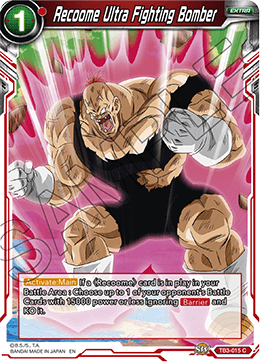 1
Recoome Ultra Fighting Bomber
EXTRA
Activate:Main If a <Recoome> card is in play in your
Battle Area : Choose up to 1 of your opponent's Battle
Cards with 15000 power or less ignoring Barrier and
KO it.
©B.S./S., T.A.
BANDAI MADE IN JAPAN EN
TB3-015 C